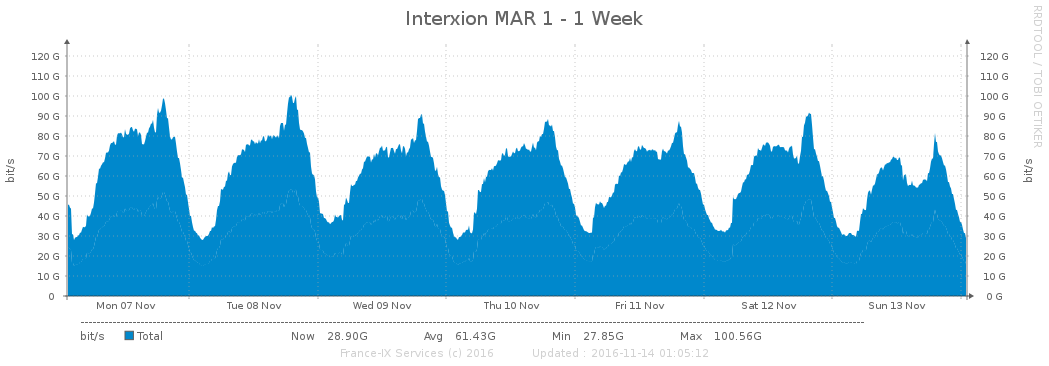 Interxion MAR 1 - 1 Week
RRDTOOL / TOBI OETIKER
bit/s
120 G 120 G
110 G 110 G
100 G 100 G
90 G 90 G
80 G 80 G
70 G 70 G
60 G 60 G
50 G 50 G
40 G 40 G
30 G 30 G
20 G 20 G
10 G 10 G
0 0 G
bit/s
Mon 07 Nov Tue 08 Nov Wed 09 Nov Thu 10 Nov Fri 11 Nov Sat 12 Nov Sun 13 Nov
bit/s Total Now 28.90G Avg 61.43G Min 27.85G Max 100.56G
France-IX Services (c) 2016 Updated : 2016-11-14 01:05:12